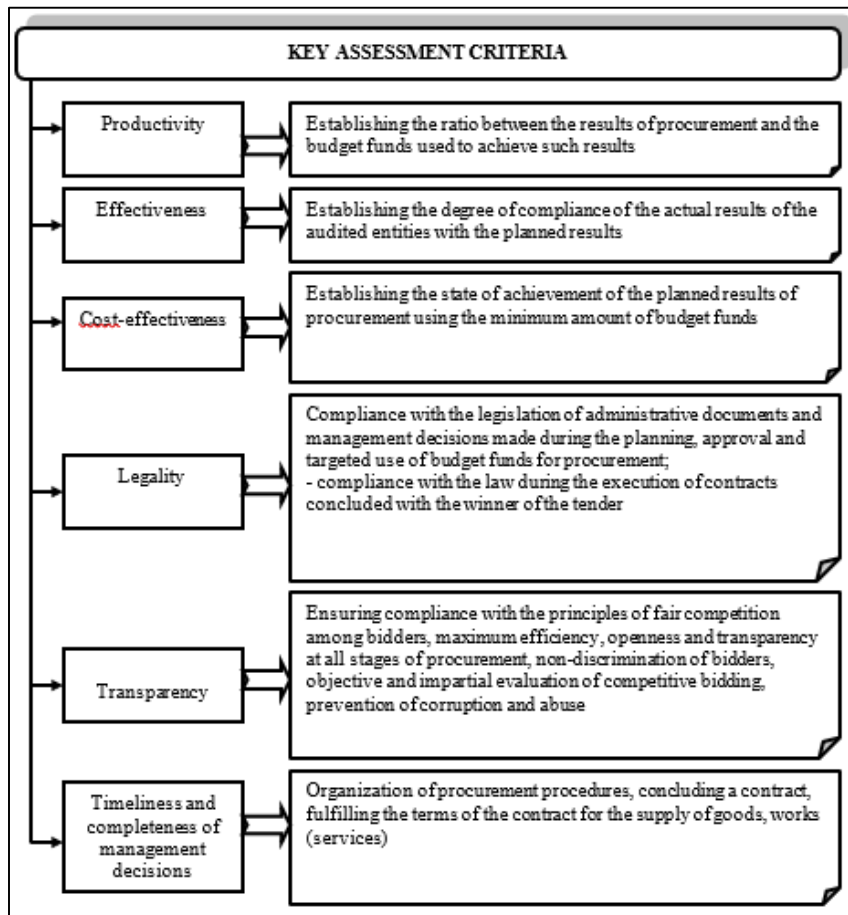 KEY ASSESSMENT CRITERIA
Productivity
Establishing the ratio between the results of procurement and the
budget funds used to achieve such results
Effectiveness
Establishing the degree of compliance of the actual results of the
audited entities with the planned results
Cost-effectiveness
Establishing the state of achievement of the planned results of
procurement using the minimum amount of budget funds
Legality
Compliance with the legislation of administrative documents and
management decisions made during the planning, approval and
targeted use of budget funds for procurement;
- compliance with the law during the execution of contracts
concluded with the winner of the tender
Transparency
Ensuring compliance with the principles of fair competition
among bidders, maximum efficiency, openness and transparency
at all stages of procurement, non-discrimination of bidders,
objective and impartial evaluation of competitive bidding,
prevention of corruption and abuse
Timeliness and
completeness of
management
decisions
Organization of procurement procedures, concluding a contract,
fulfilling the terms of the contract for the supply of goods, works
(services)